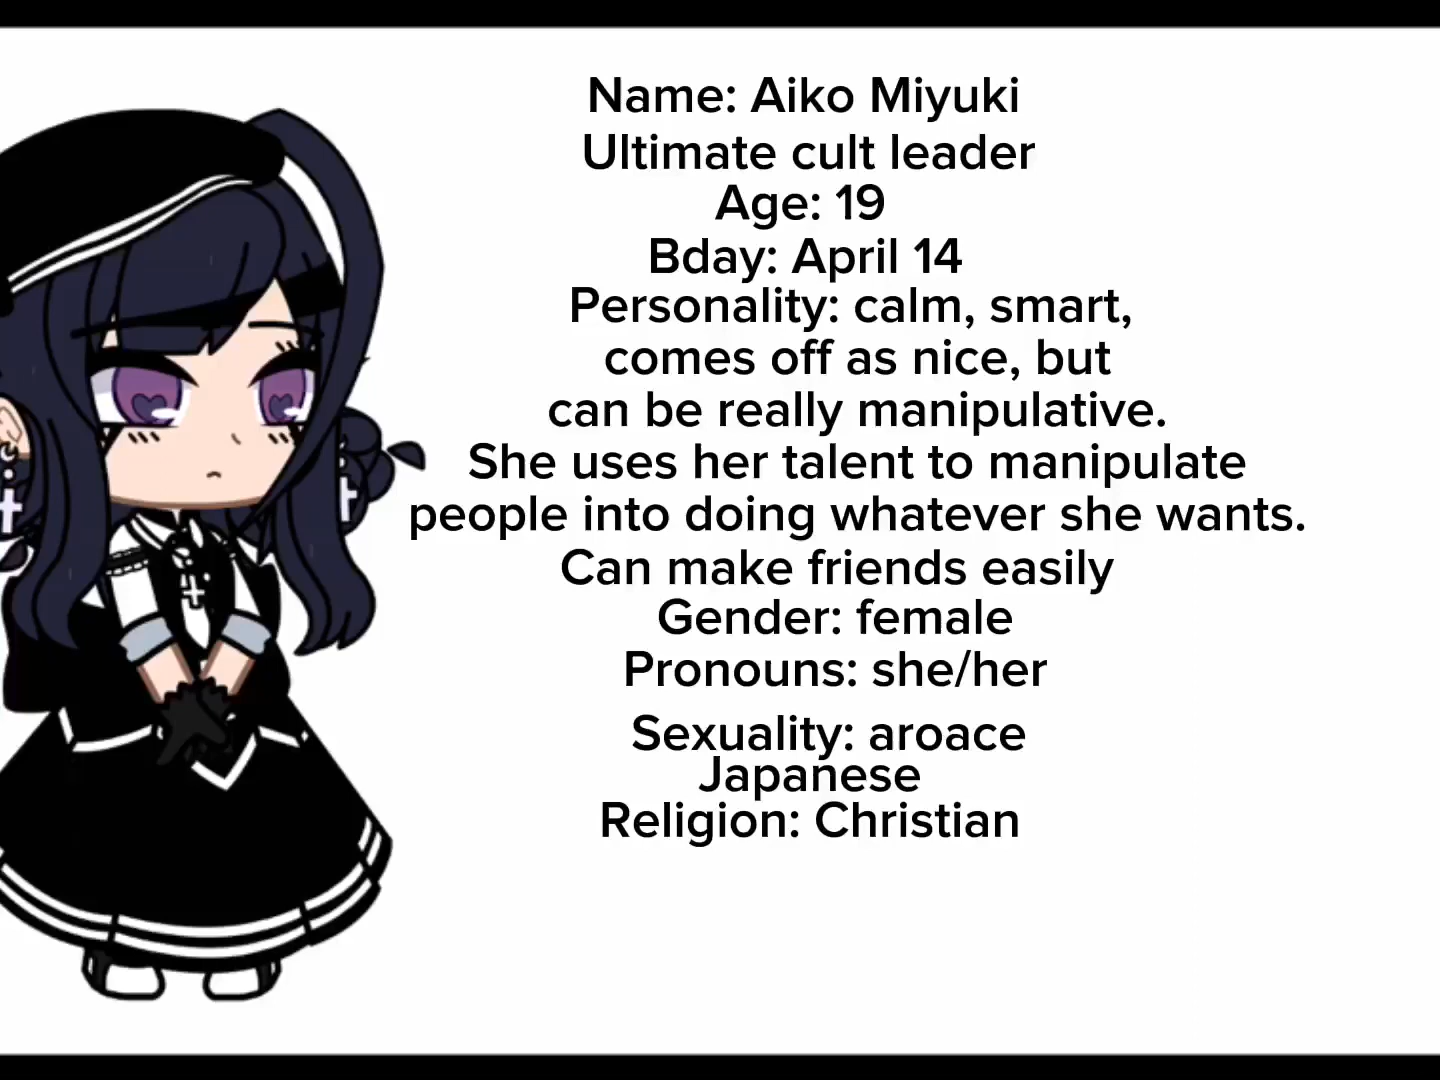 Name: Aiko Miyuki
Ultimate cult leader
Age: 19
Bday: April 14
Personality: calm, smart,
comes off as nice, but
can be really manipulative.
She uses her talent to manipulate
people into doing whatever she wants.
Can make friends easily
Gender: female
Pronouns: she/her
Sexuality: aroace
Japanese
Religion: Christian